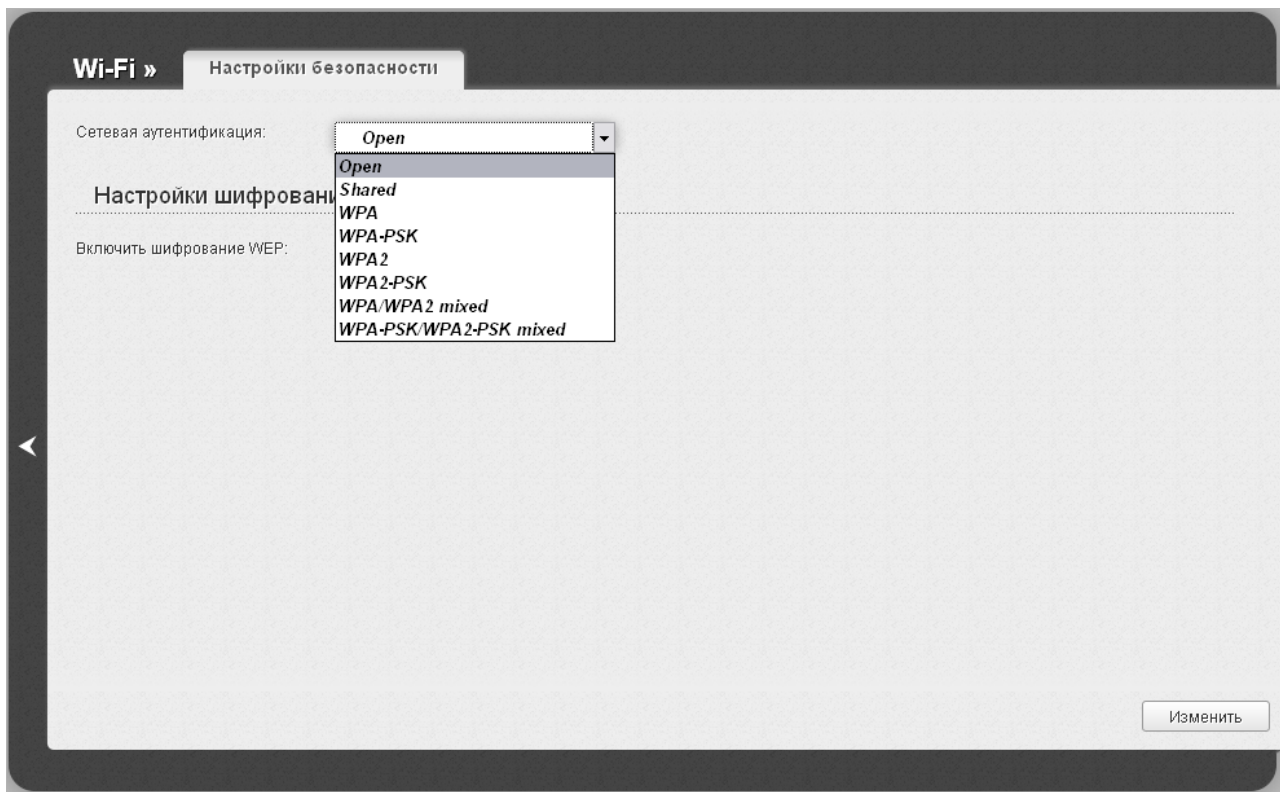 Wi-Fi » Настройки безопасности
Сетевая аутентификация: Open
Open
Настройки
Shared
WPA
WPA-PSK
Включить шифрование WEP:
WPA2
WPA2-PSK
WPA/WPA2 mixed
WPA-PSK/WPA2-PSK mixed
Изменить